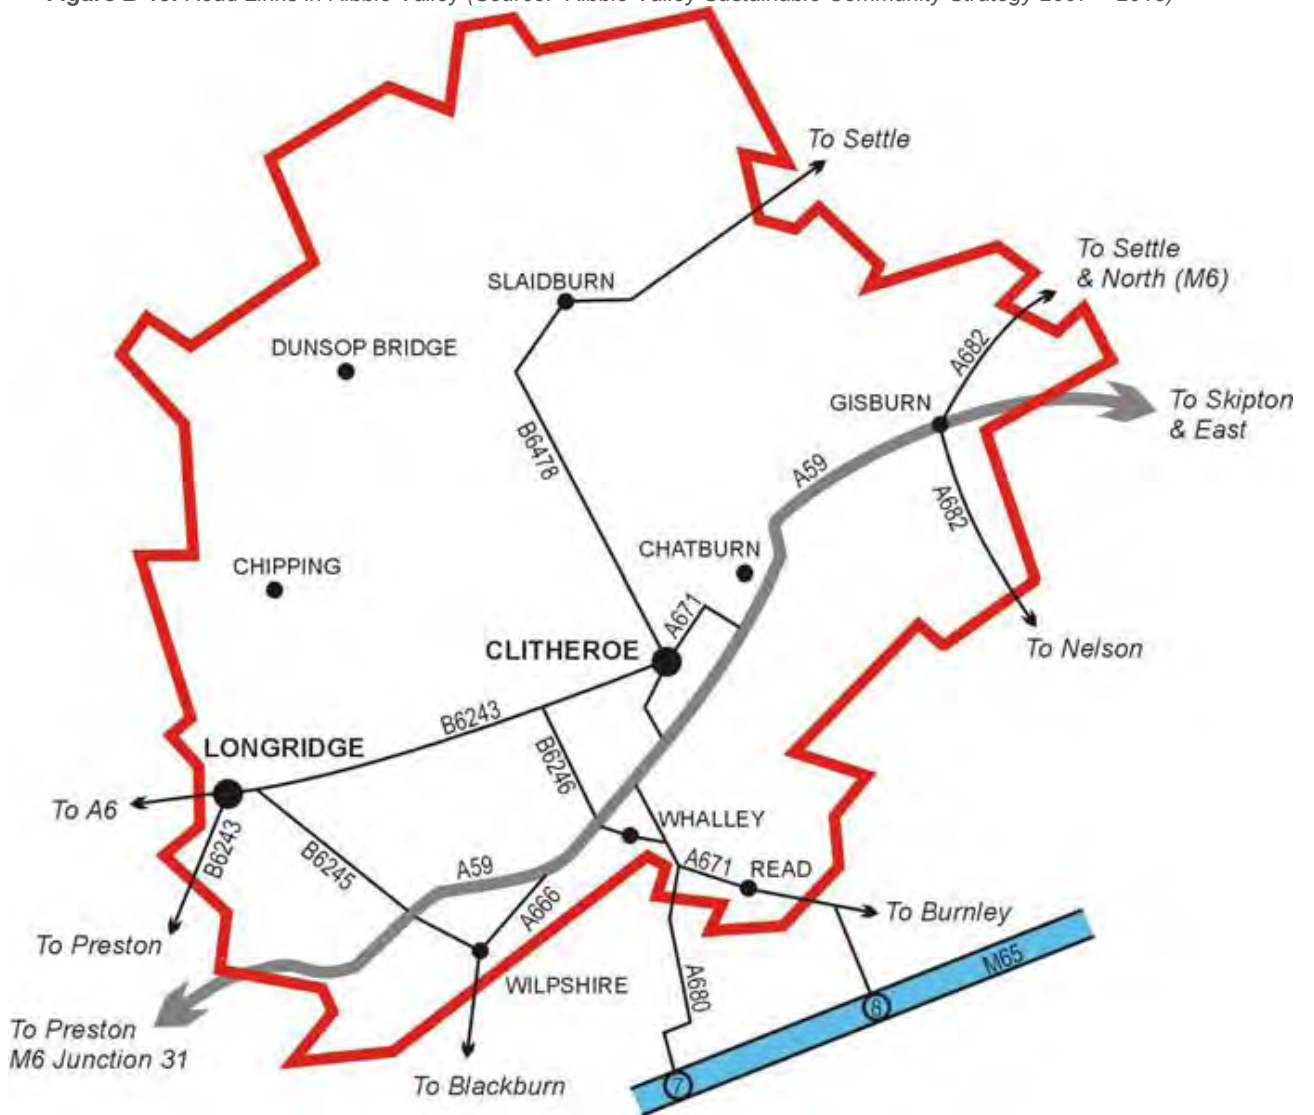 To Settle
To Settle
& North (M6)
SLAIDBURN
DUNSOP BRIDGE
A682
GISBURN
To Skipton
& East
B6478
A59
A682
CHATBURN
CHIPPING
A671
CLITHEROE
To Nelson
B6243
LONGRIDGE
B6246
To A6
WHALLEY
B6243
B6245
A59
A671
READ
A666
To Burnley
To Preston
M65
WILPSHIRE
A680
8
To Preston
M6 Junction 31
To Blackburn
7